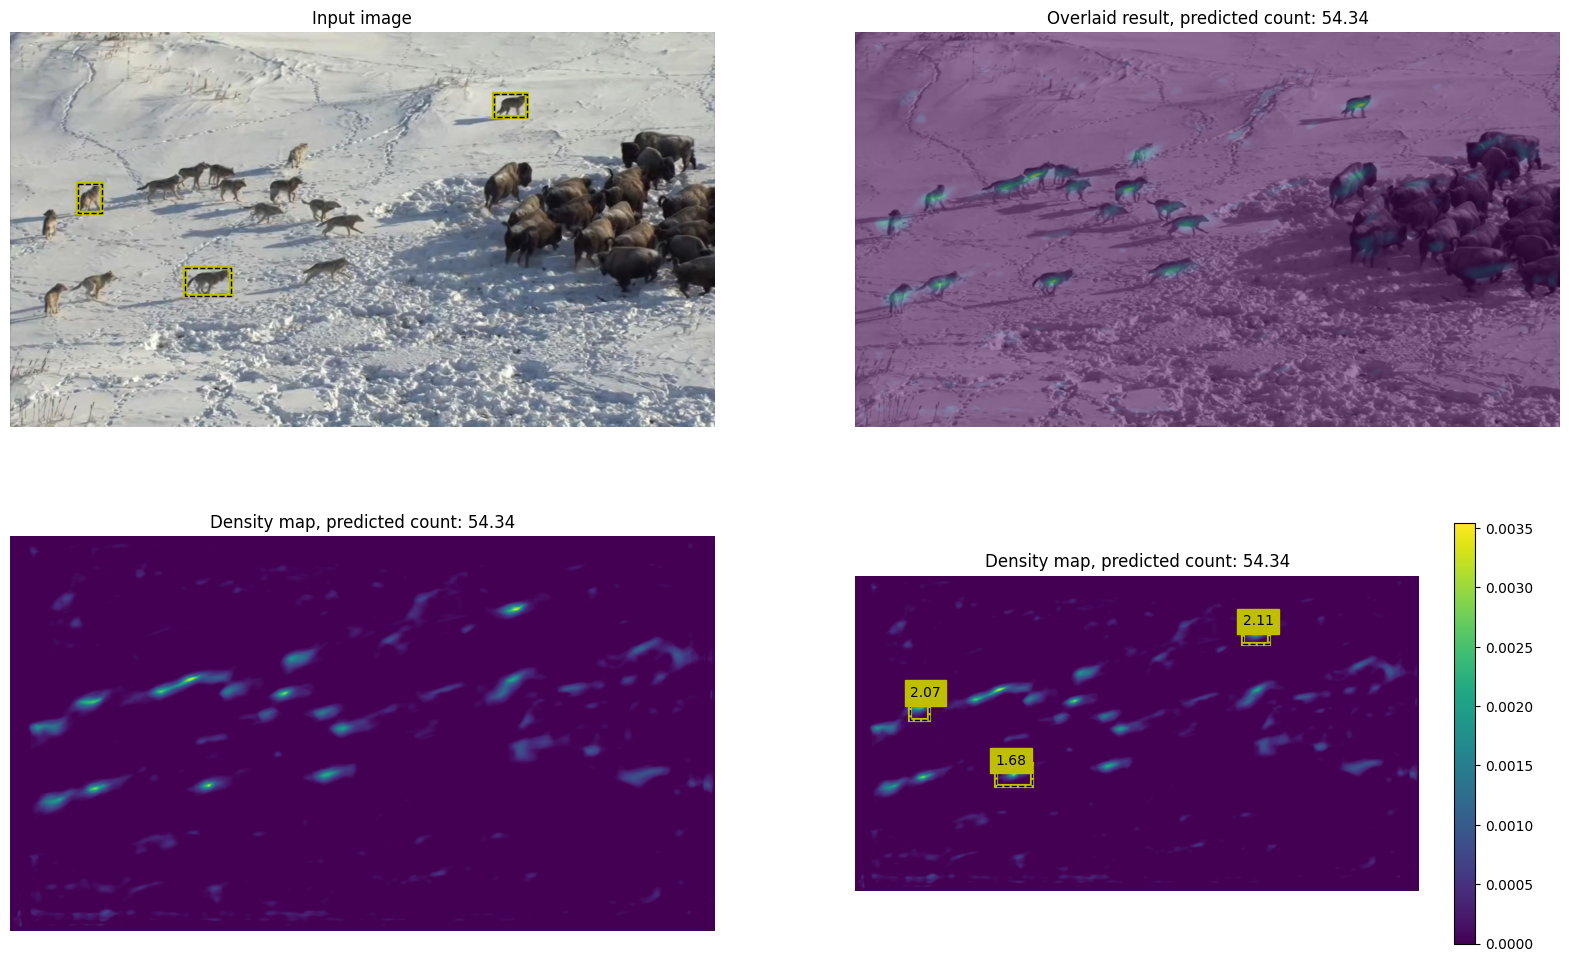 Input image
Overlaid result, predicted count: 54.34
Density map, predicted count: 54.34
Density map, predicted count: 54.34
2.11
2.07
1.68
0.0035
0.0030
0.0025
0.0020
0.0015
0.0010
0.0005
0.0000